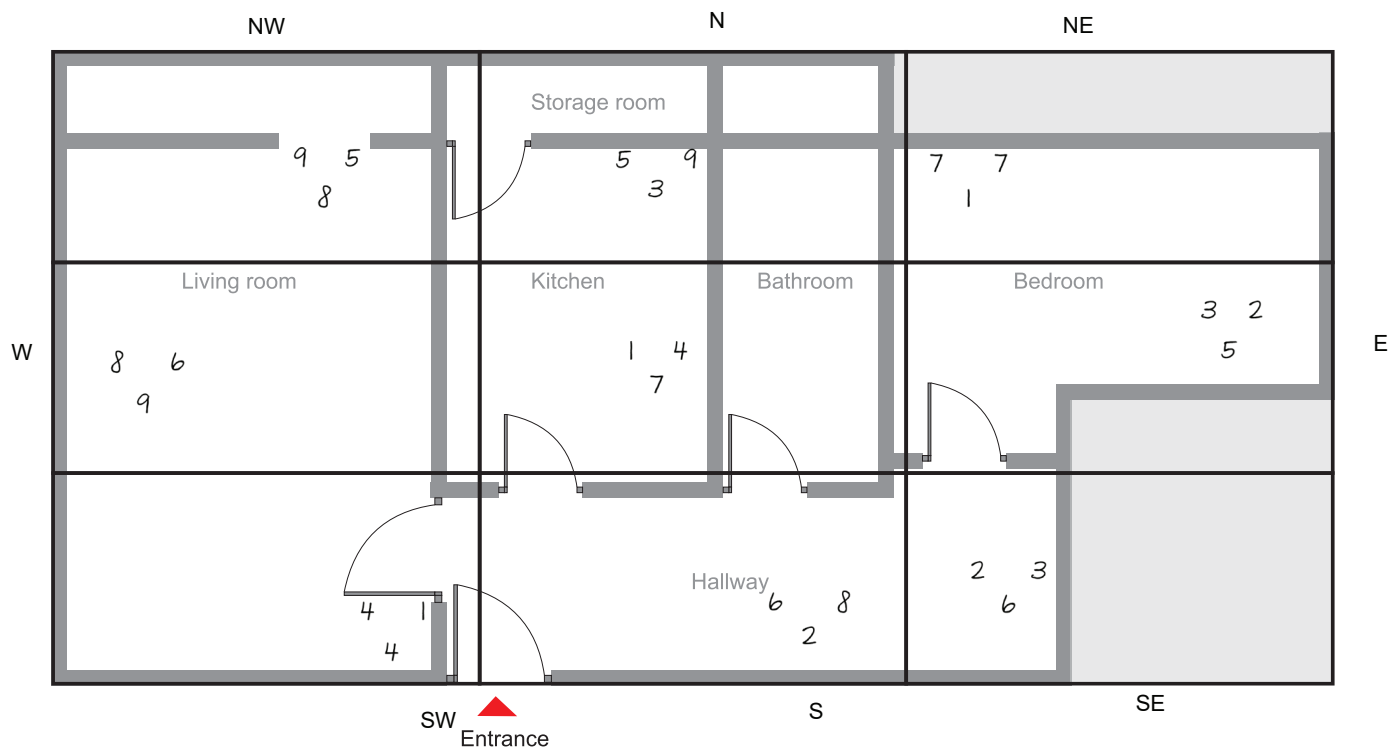 NW N NE
Storage room
9 5 5 9 7 7
8 3 1
Living room Kitchen Bathroom Bedroom
3 2
W 8 6 1 4 5 E
9 7
Hallway 2 3
4 1 6 8 6
4 2
SW S SE
Entrance